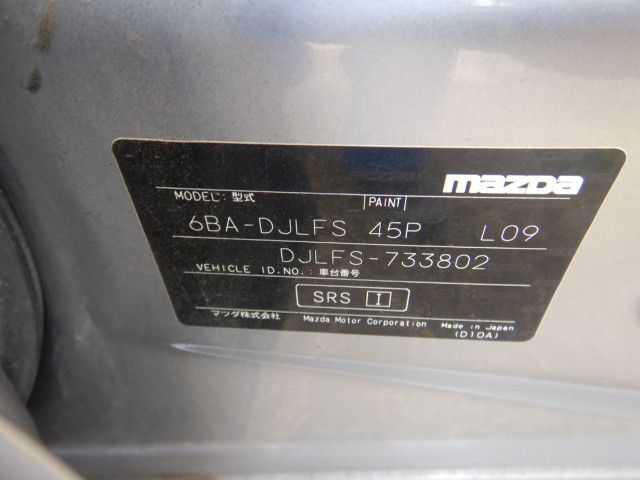 mazda
MODEL: 型式 PAINT
6BA-DJLFS 45P L09
DJLFS-733802
VEHICLE ID.NO.: 車台番号
SRS I
マツダ株式会社 Mazda Motor Corporation Made in Japan
(D10A)